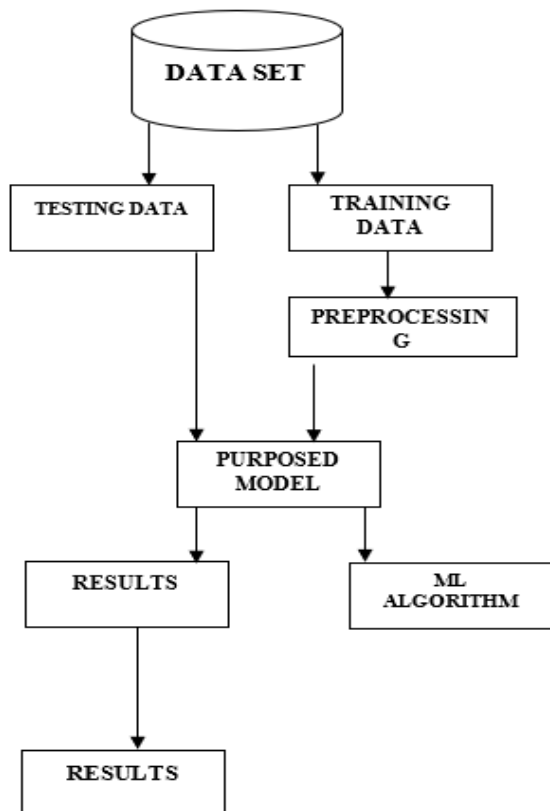 DATA SET
TESTING DATA
TRAINING
DATA
PREPROCESSIN
G
PURPOSED
MODEL
RESULTS
ML
ALGORITHM
RESULTS